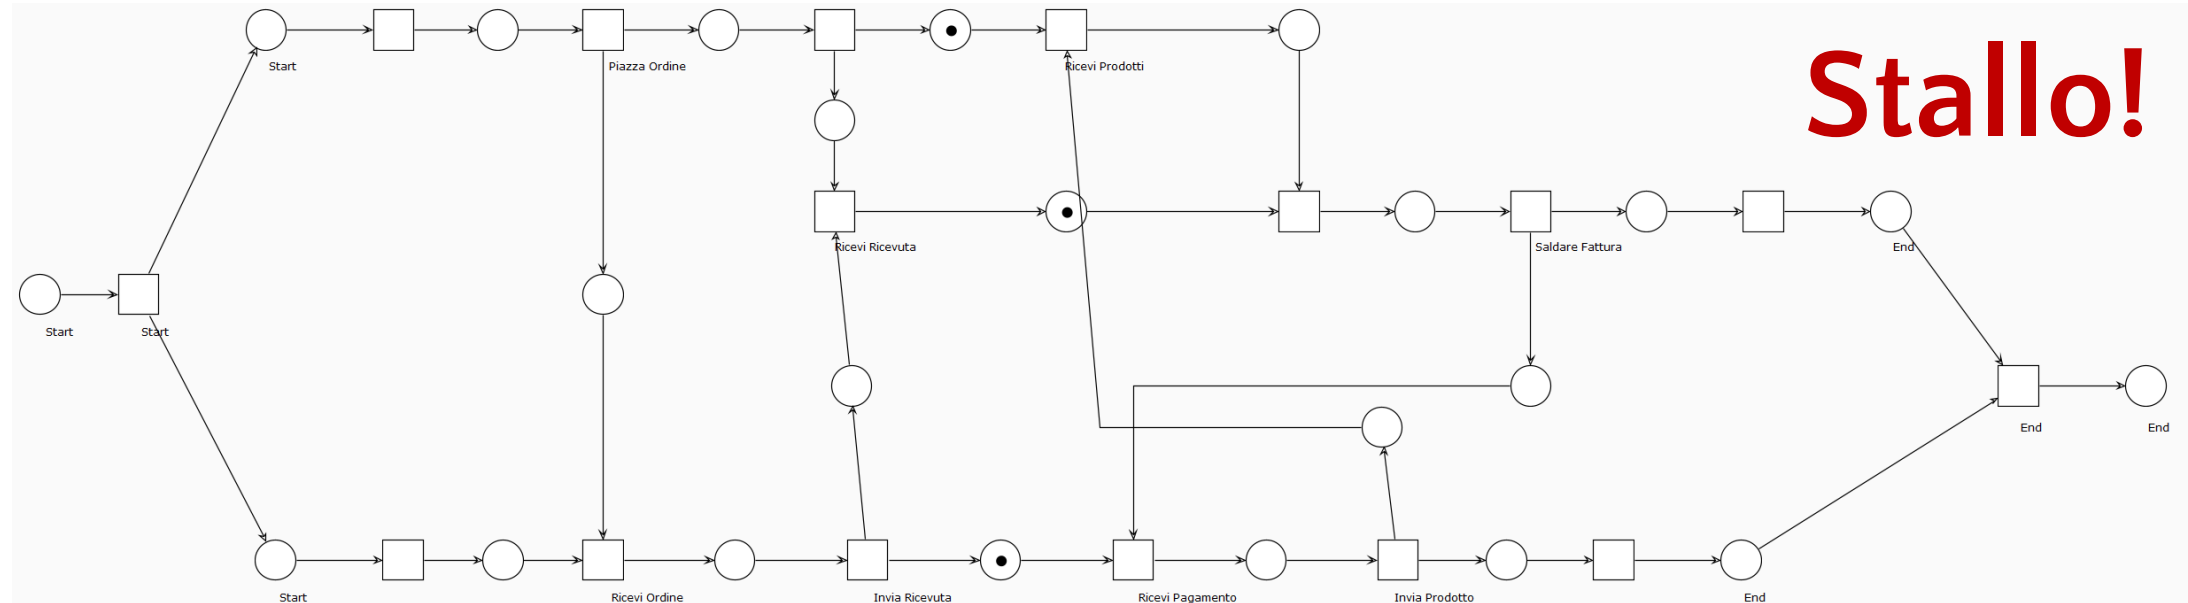 Stallo!
Start
Piazza Ordine
Ricevi Prodotti
Ricevi Ricevuta
Saldare Fattura
End
Start
Start
End
End
Start
Ricevi Ordine
Invia Ricevuta
Ricevi Pagamento
Invia Prodotto
End